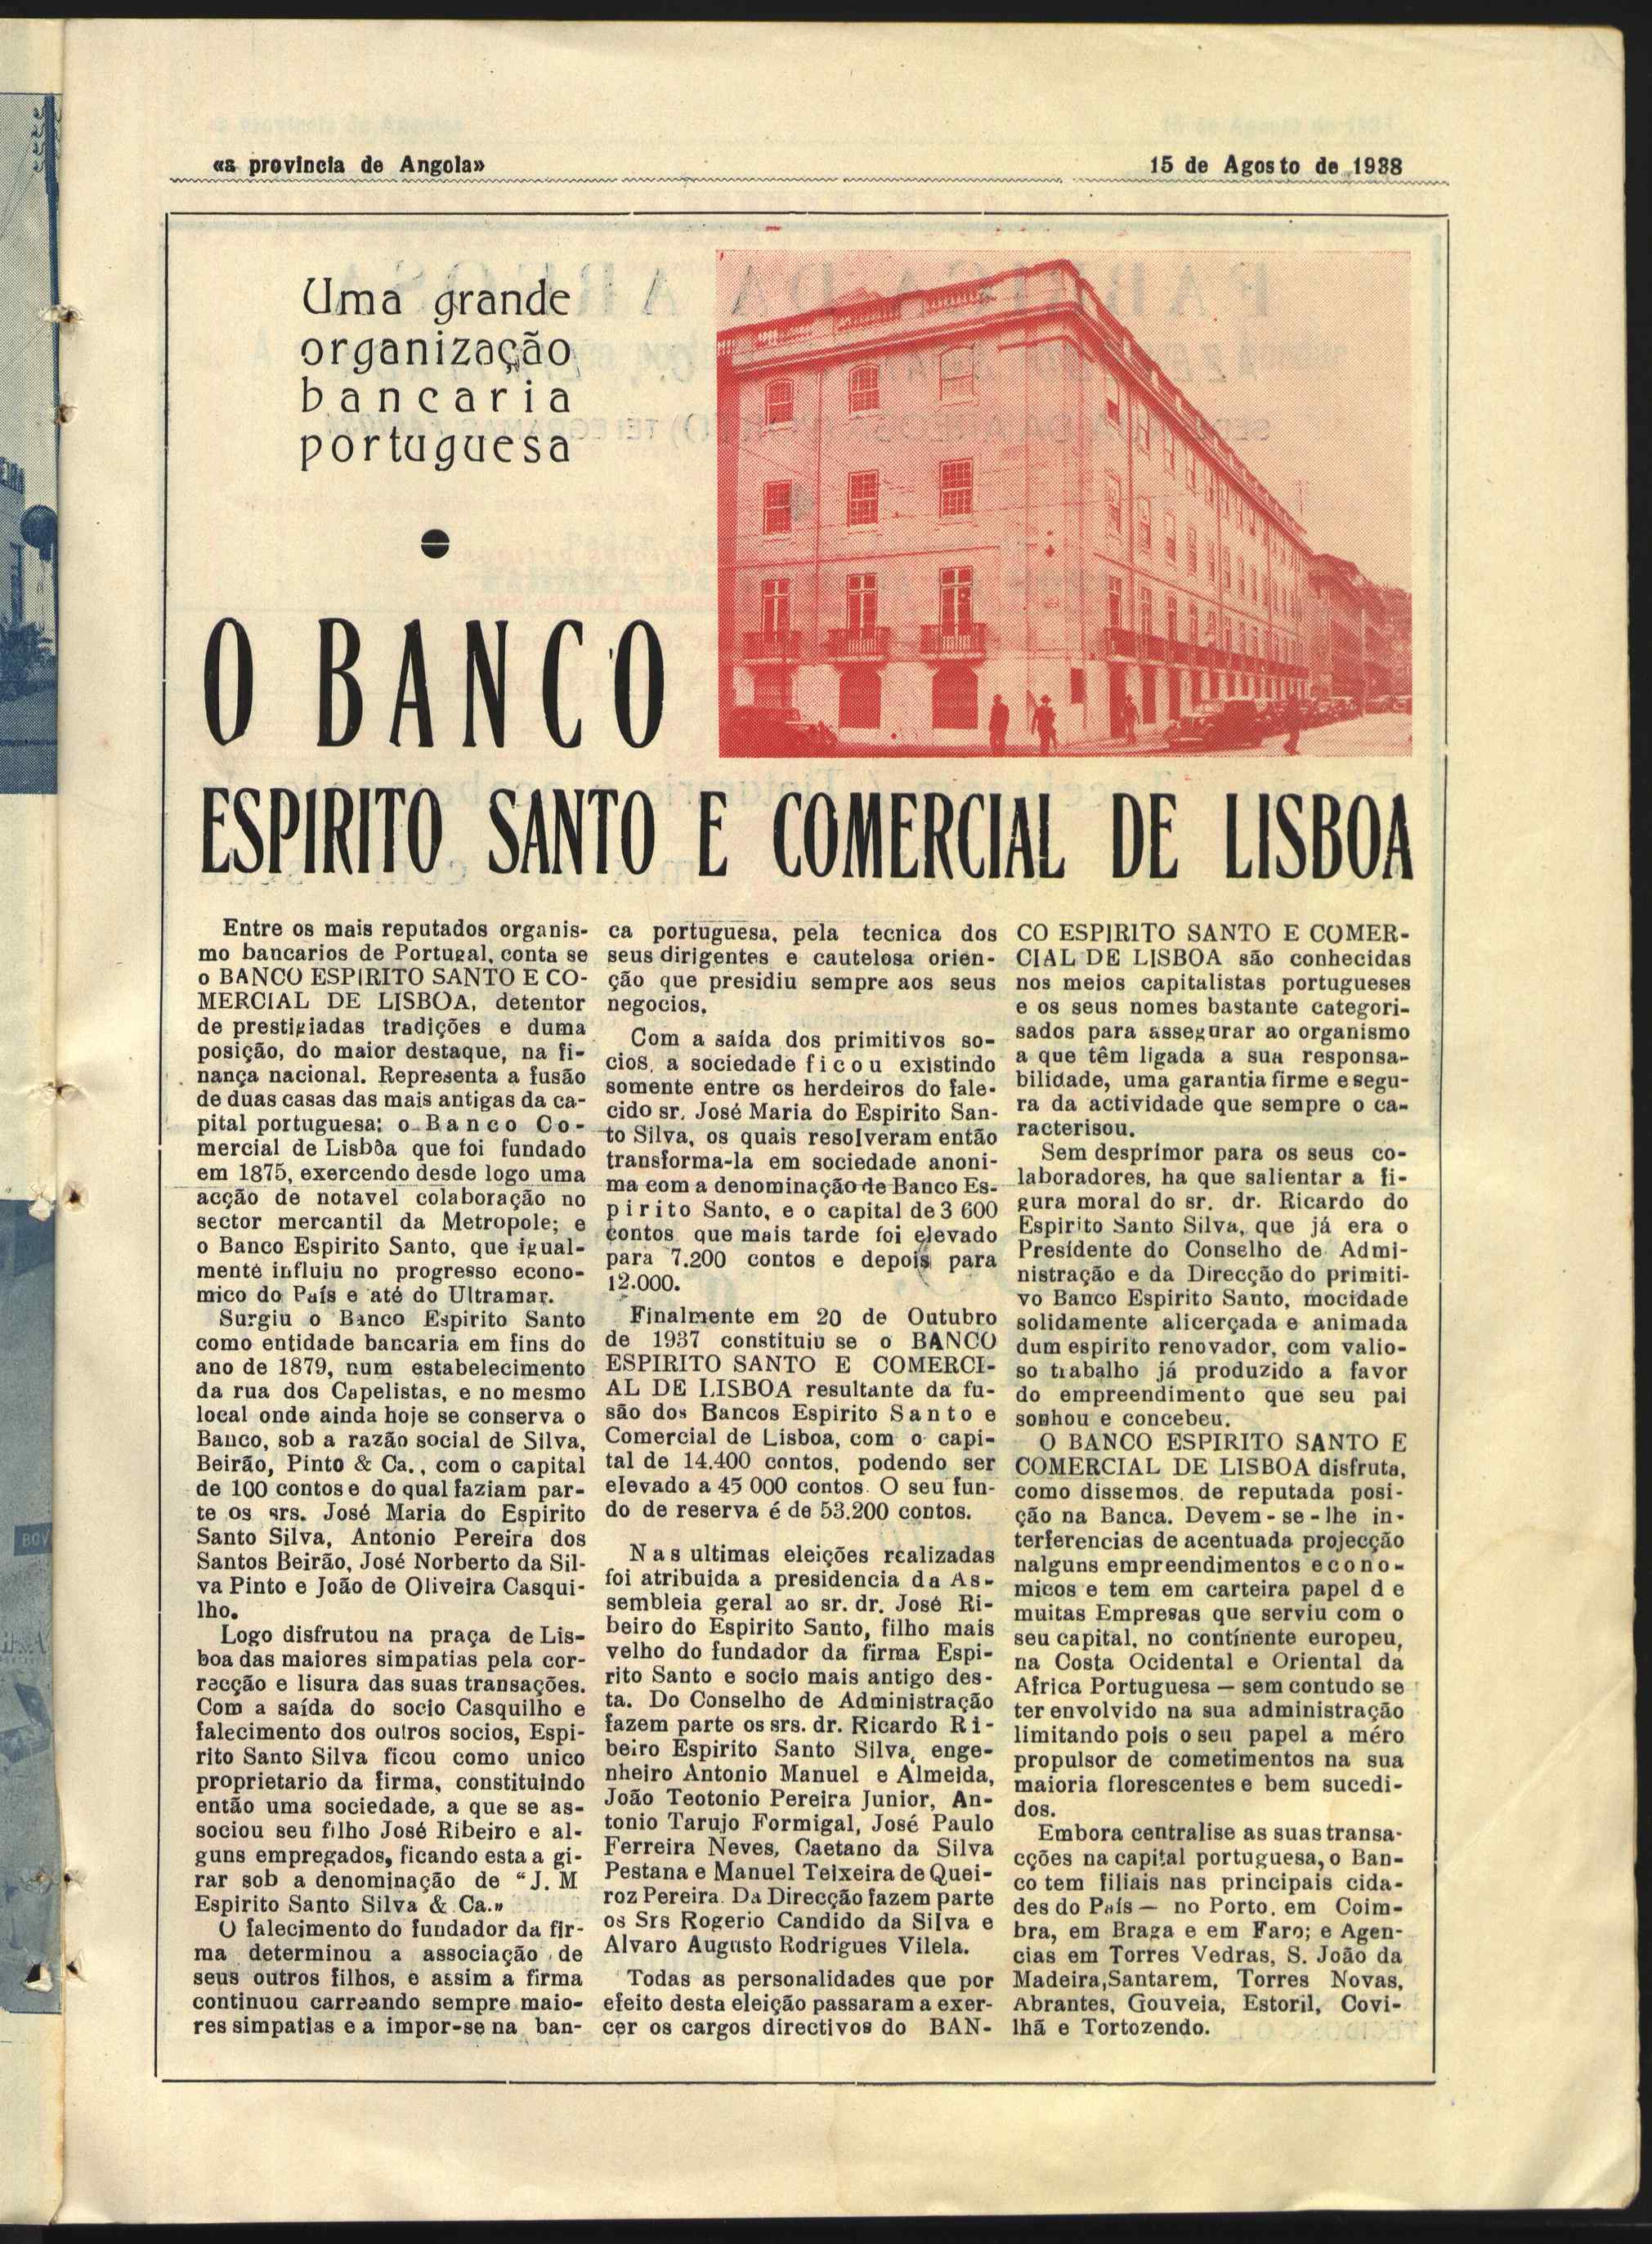 «a provincia de Angola»
15 de Agosto de 1938
Uma grande
organização
bancaria
portuguesa
O BANCO
ESPIRITO SANTO E COMERCIAL DE LISBOA
Entre os mais reputados organis-
mo bancarios de Portugal, conta se
o BANCO ESPIRITO SANTO E CO-
MERCIAL DE LISBOA, detentor
de prestigiadas tradições e duma
posição, do maior destaque, na fi-
nança nacional. Representa a fusão
de duas casas das mais antigas da ca-
pital portuguesa; o Banco Co-
mercial de Lisbôa que foi fundado
em 1875, exercendo desde logo uma
acção de notavel colaboração no
sector mercantil da Metropole; e
o Banco Espirito Santo, que igual-
mente influiu no progresso econo-
mico do País e até do Ultramar.
Surgiu o Banco Espirito Santo
como entidade bancaria em fins do
ano de 1879, num estabelecimento
da rua dos Capelistas, e no mesmo
local onde ainda hoje se conserva o
Banco, sob a razão social de Silva,
Beirão, Pinto & Ca., com o capital
de 100 contos e do qual faziam par-
te os srs. José Maria do Espirito
Santo Silva, Antonio Pereira dos
Santos Beirão, José Norberto da Sil-
va Pinto e João de Oliveira Casqui-
lho.
Logo disfrutou na praça de Lis-
boa das maiores simpatias pela cor-
racção e lisura das suas transações.
Com a saída do socio Casquilho e
falecimento dos outros socios, Espi-
rito Santo Silva ficou como unico
proprietario da firma, constituindo
então uma sociedade, a que se as-
sociou seu filho José Ribeiro e al-
guns empregados, ficando esta a gi-
rar sob a denominação de “J. M
Espirito Santo Silva & Ca.»
O falecimento do fundador da fir-
ma determinou a associação de
seus outros filhos, e assim a firma
continuou carreando sempre maio-
res simpatias e a impor-se na ban-
ca portuguesa, pela tecnica dos
seus dirigentes e cautelosa orien-
ção que presidiu sempre aos seus
negocios.
Com a saída dos primitivos so-
cios, a sociedade ficou existindo
somente entre os herdeiros do fale-
cido sr. José Maria do Espirito San-
to Silva, os quais resolveram então
transforma-la em sociedade anoni-
ma com a denominação de Banco Es-
pirito Santo, e o capital de 3 600
contos que mais tarde foi elevado
para 7.200 contos e depois para
12.000.
Finalmente em 20 de Outubro
de 1937 constituiu se o BANCO
ESPIRITO SANTO E COMERCI-
AL DE LISBOA resultante da fu-
são dos Bancos Espirito Santo e
Comercial de Lisboa, com o capi-
tal de 14.400 contos, podendo ser
elevado a 45 000 contos. O seu fun-
do de reserva é de 53.200 contos.
Nas ultimas eleições realizadas
foi atribuida a presidencia da As-
sembleia geral ao sr. dr. José Ri-
beiro do Espirito Santo, filho mais
velho do fundador da firma Espi-
rito Santo e socio mais antigo des-
ta. Do Conselho de Administração
fazem parte os srs. dr. Ricardo Ri-
beiro Espirito Santo Silva, enge-
nheiro Antonio Manuel e Almeida,
João Teotonio Pereira Junior, An-
tonio Tarujo Formigal, José Paulo
Ferreira Neves, Caetano da Silva
Pestana e Manuel Teixeira de Quei-
roz Pereira. Da Direcção fazem parte
os Srs Rogerio Candido da Silva e
Alvaro Augusto Rodrigues Vilela.
Todas as personalidades que por
efeito desta eleição passaram a exer-
cer os cargos directivos do BAN-
CO ESPIRITO SANTO E COMER-
CIAL DE LISBOA são conhecidas
nos meios capitalistas portugueses
e os seus nomes bastante categori-
sados para assegurar ao organismo
a que têm ligada a sua responsa-
bilidade, uma garantia firme e segu-
ra da actividade que sempre o ca-
racterisou.
Sem desprimor para os seus co-
laboradores, ha que salientar a fi-
gura moral do sr. dr. Ricardo do
Espirito Santo Silva, que já era o
Presidente do Conselho de Admi-
nistração e da Direcção do primiti-
vo Banco Espirito Santo, mocidade
solidamente alicerçada e animada
dum espirito renovador, com valio-
so trabalho já produzido a favor
do empreendimento que seu pai
sonhou e concebeu.
O BANCO ESPIRITO SANTO E
COMERCIAL DE LISBOA disfruta,
como dissemos, de reputada posi-
ção na Banca. Devem-se-lhe in-
terferencias de acentuada projecção
nalguns empreendimentos econo-
micos e tem em carteira papel de
muitas Empresas que serviu com o
seu capital, no contínente europeu,
na Costa Ocidental e Oriental da
Africa Portuguesa — sem contudo se
ter envolvido na sua administração
limitando pois o seu papel a méro
propulsor de cometimentos na sua
maioria florescentes e bem sucedi-
dos.
Embora centralise as suas transa-
cções na capital portuguesa, o Ban-
co tem filiais nas principais cida-
des do País — no Porto, em Coim-
bra, em Braga e em Faro; e Agen-
cias em Torres Vedras, S. João da
Madeira, Santarem, Torres Novas,
Abrantes, Gouveia, Estoril, Covi-
lhã e Tortozendo.